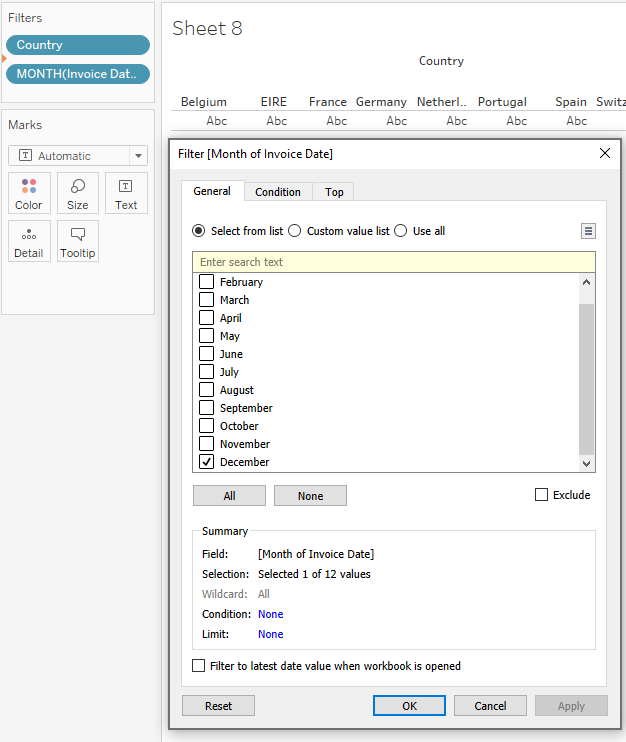 Filters
Country
MONTH(Invoice Dat..
Marks
Automatic
Color
Size
Text
Detail
Tooltip
Sheet 8
Country
Belgium EIRE France Germany Netherl.. Portugal Spain Switz
Abc Abc Abc Abc Abc Abc Abc
Filter [Month of Invoice Date]
General Condition Top
Select from list Custom value list Use all
Enter search text
February
March
April
May
June
July
August
September
October
November
December
All None Exclude
Summary
Field: [Month of Invoice Date]
Selection: Selected 1 of 12 values
Wildcard: All
Condition: None
Limit: None
Filter to latest date value when workbook is opened
Reset OK Cancel Apply